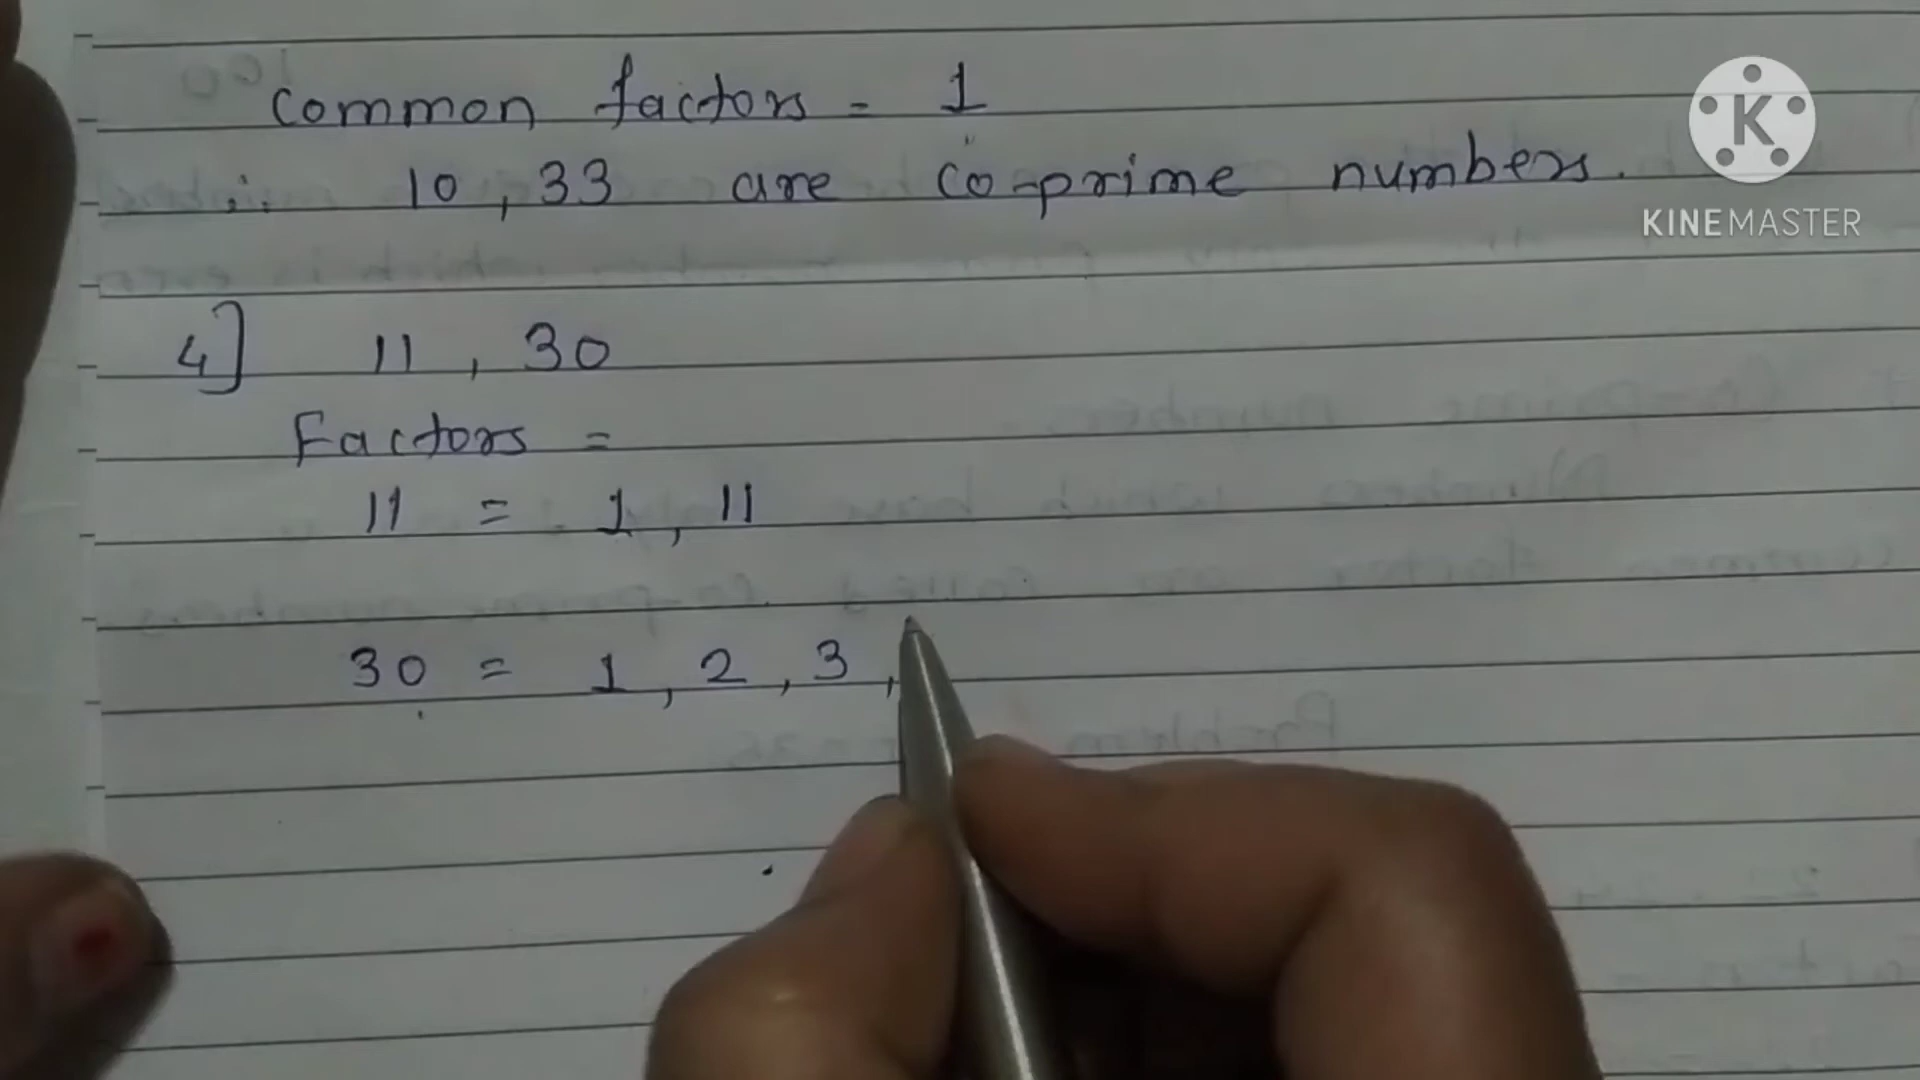 common factors = 1
∴ 10, 33 are co-prime numbers.
4] 11, 30
Factors =
11 = 1, 11
30 = 1, 2, 3,
K
KINEMASTER